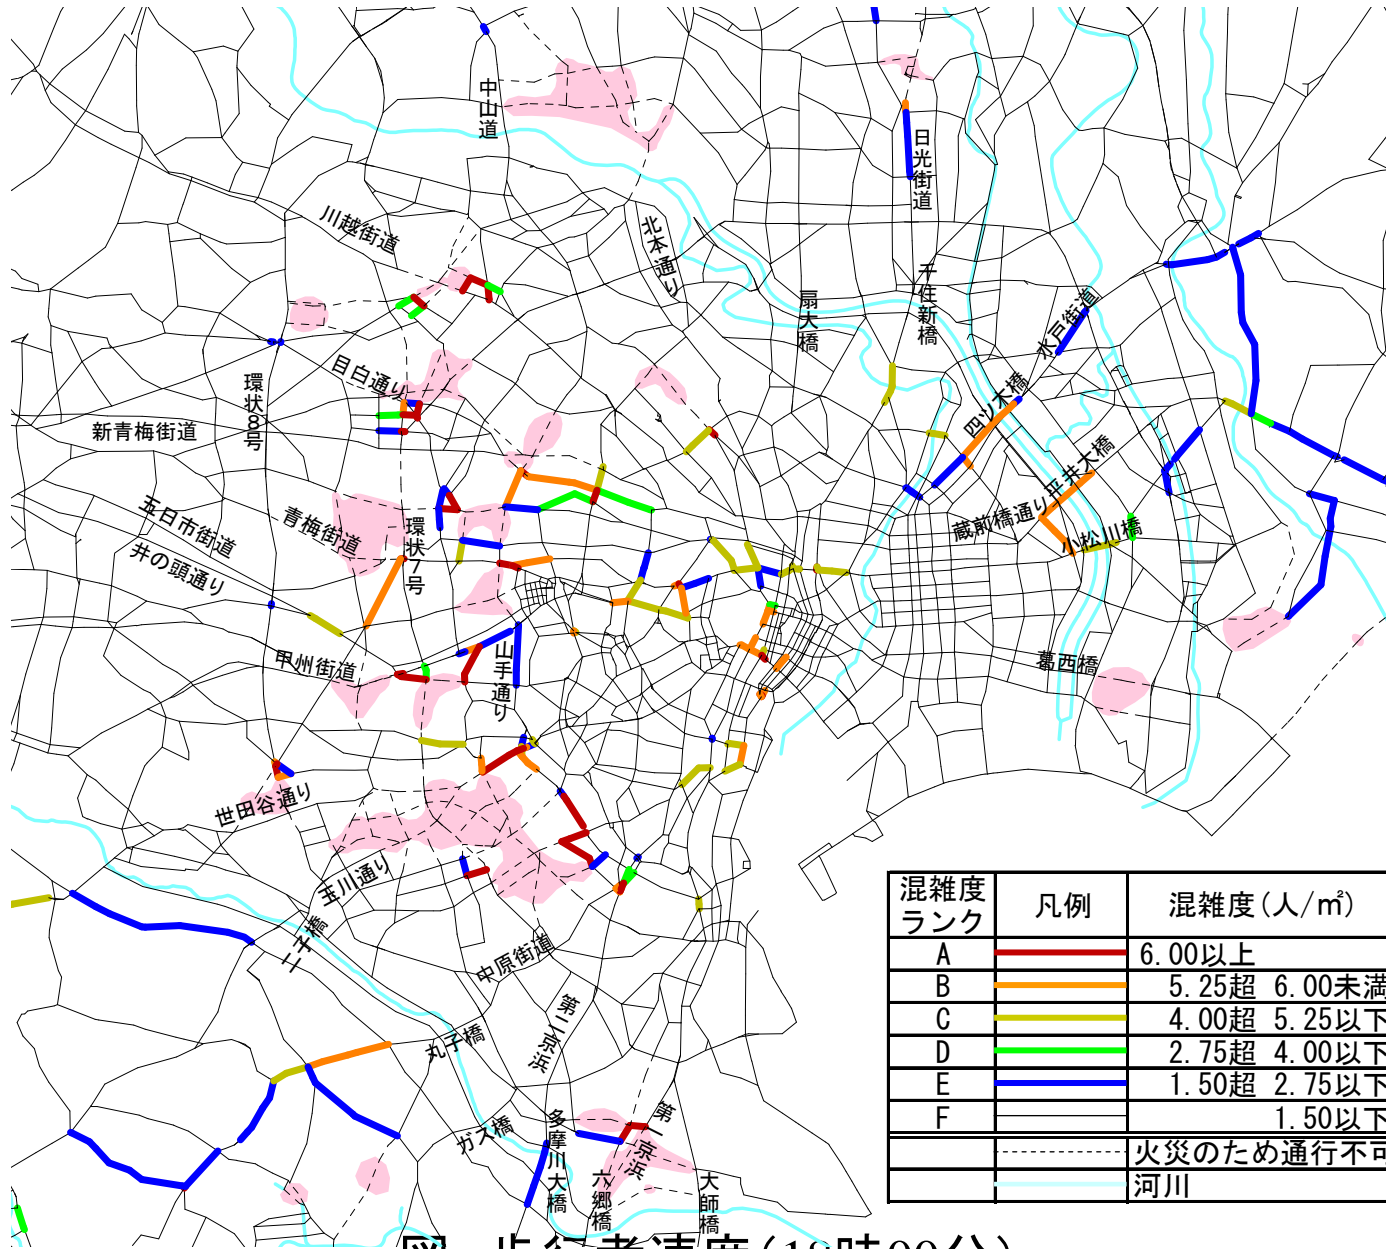 中山道
日光街道
川越街道
北本通り
千住新橋
扇大橋
水戸街道
目白通り
環状8号
四ツ木橋
新青梅街道
平井大橋
五日市街道
青梅街道
環状7号
蔵前橋通り
小松川橋
井の頭通り
甲州街道
山手通り
葛西橋
世田谷通り
玉川通り
二子橋
中原街道
第二京浜
丸子橋
ガス橋
多摩川大橋
第一京浜
六郷橋
大師橋
混雑度ランク 凡例 混雑度(人/㎡)
A 6.00以上
B 5.25超 6.00未満
C 4.00超 5.25以下
D 2.75超 4.00以下
E 1.50超 2.75以下
F 1.50以下
火災のため通行不可
河川